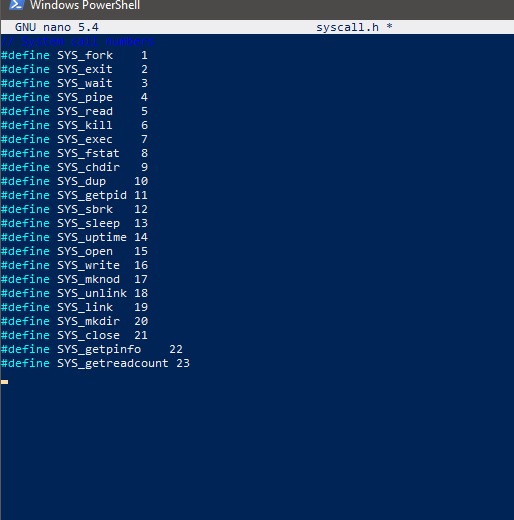 Windows PowerShell
GNU nano 5.4 syscall.h *
// System call numbers
#define SYS_fork 1
#define SYS_exit 2
#define SYS_wait 3
#define SYS_pipe 4
#define SYS_read 5
#define SYS_kill 6
#define SYS_exec 7
#define SYS_fstat 8
#define SYS_chdir 9
#define SYS_dup 10
#define SYS_getpid 11
#define SYS_sbrk 12
#define SYS_sleep 13
#define SYS_uptime 14
#define SYS_open 15
#define SYS_write 16
#define SYS_mknod 17
#define SYS_unlink 18
#define SYS_link 19
#define SYS_mkdir 20
#define SYS_close 21
#define SYS_getpinfo 22
#define SYS_getreadcount 23